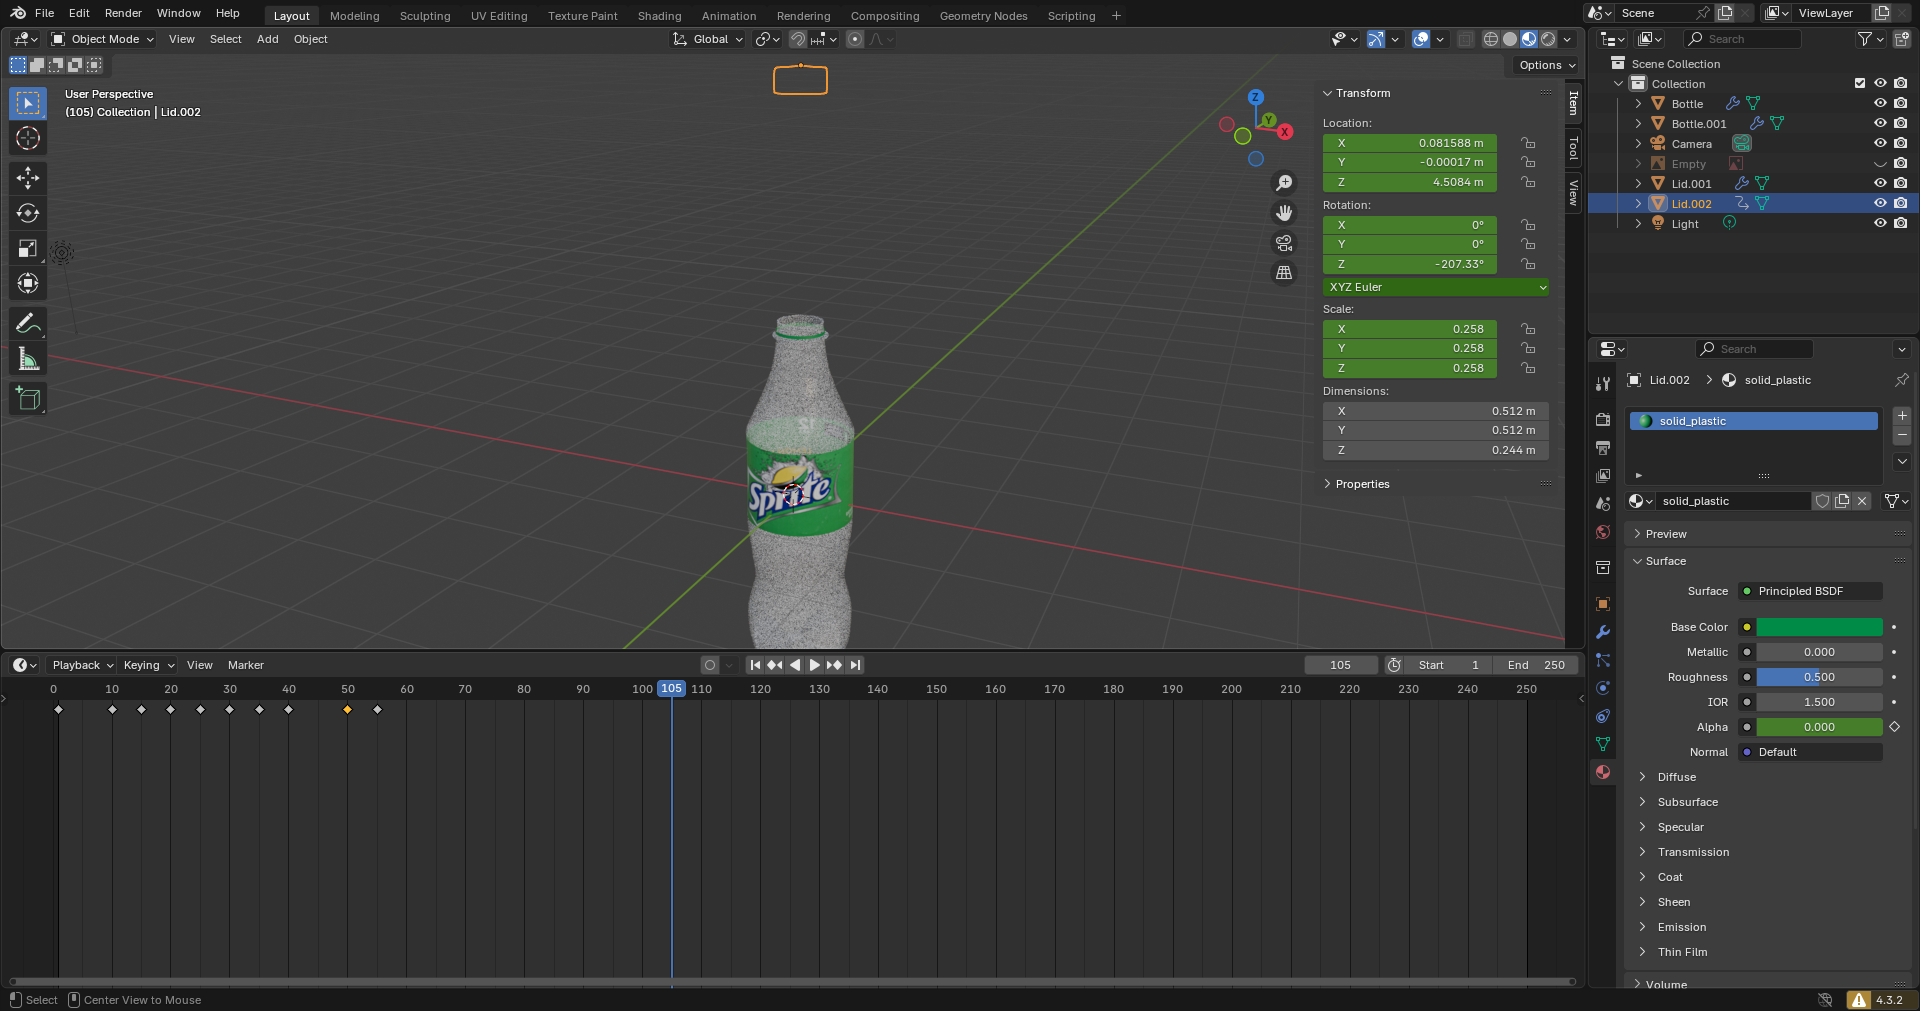 File Edit Render Window Help Layout Modeling Sculpting UV Editing Texture Paint Shading Animation Rendering Compositing Geometry Nodes Scripting Scene ViewLayer
Object Mode View Select Add Object Global Search
Options
User Perspective
(105) Collection | Lid.002
Z
Y
X
Sprite
Transform
Location:
X 0.081588 m
Y -0.00017 m
Z 4.5084 m
Rotation:
X 0°
Y 0°
Z -207.33°
XYZ Euler
Scale:
X 0.258
Y 0.258
Z 0.258
Dimensions:
X 0.512 m
Y 0.512 m
Z 0.244 m
Properties
Item
Tool
View
Scene Collection
Collection
Bottle
Bottle.001
Camera
Empty
Lid.001
Lid.002
Light
Search
Lid.002 solid_plastic
solid_plastic
solid_plastic
Preview
Surface
Surface Principled BSDF
Base Color
Metallic 0.000
Roughness 0.500
IOR 1.500
Alpha 0.000
Normal Default
Diffuse
Subsurface
Specular
Transmission
Coat
Sheen
Emission
Thin Film
Volume
Playback Keying View Marker 105 Start 1 End 250
0 10 20 30 40 50 60 70 80 90 100 105 110 120 130 140 150 160 170 180 190 200 210 220 230 240 250
Select Center View to Mouse 4.3.2